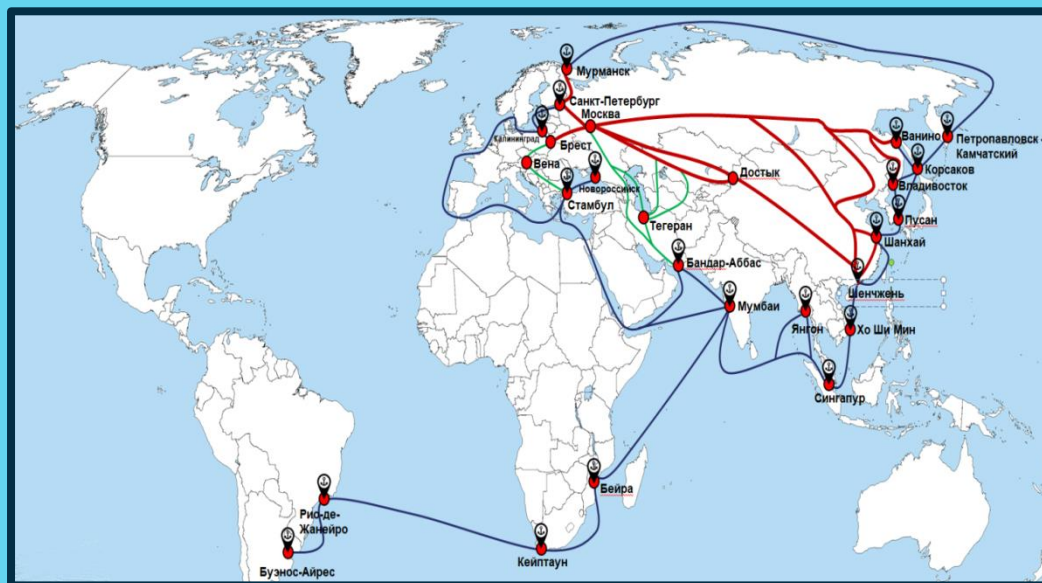 Мурманск
Санкт-Петербург
Москва
Калининград
Брест
Вена
Новороссийск
Стамбул
Тегеран
Достык
Ванино
Петропавловск -
Камчатский
Корсаков
Владивосток
Пусан
Шанхай
Бандар-Аббас
Шенчжень
Мумбаи
Янгон
Хо Ши Мин
Сингапур
Бейра
Рио-де-
Жанейро
Кейптаун
Буэнос-Айрес